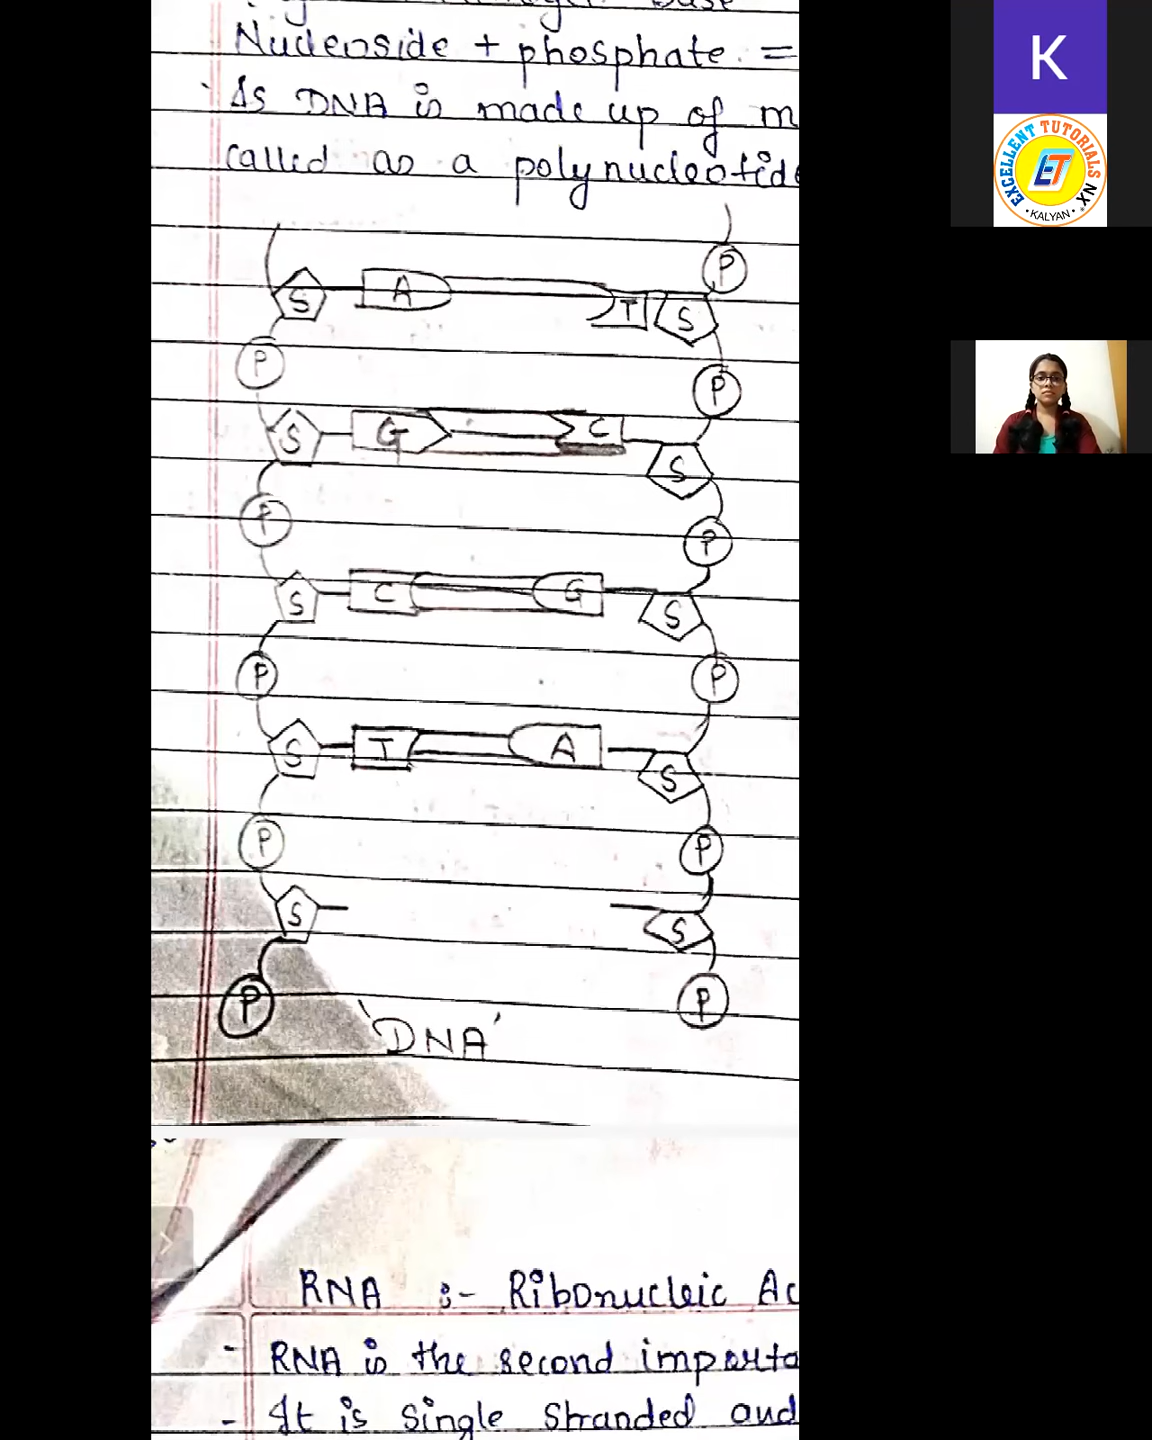 Base
Nucleoside + phosphate =
As DNA is made up of m
called as a polynucleotide
K
EXCELLENT TUTORIALS NX
ET
KALYAN
P
S A T S
P P
S G C S
P P
S C G S
P P
S T A S
P P
S S
P P
'DNA'
RNA :- Ribonucleic Ac
- RNA is the second importa
- It is single stranded and